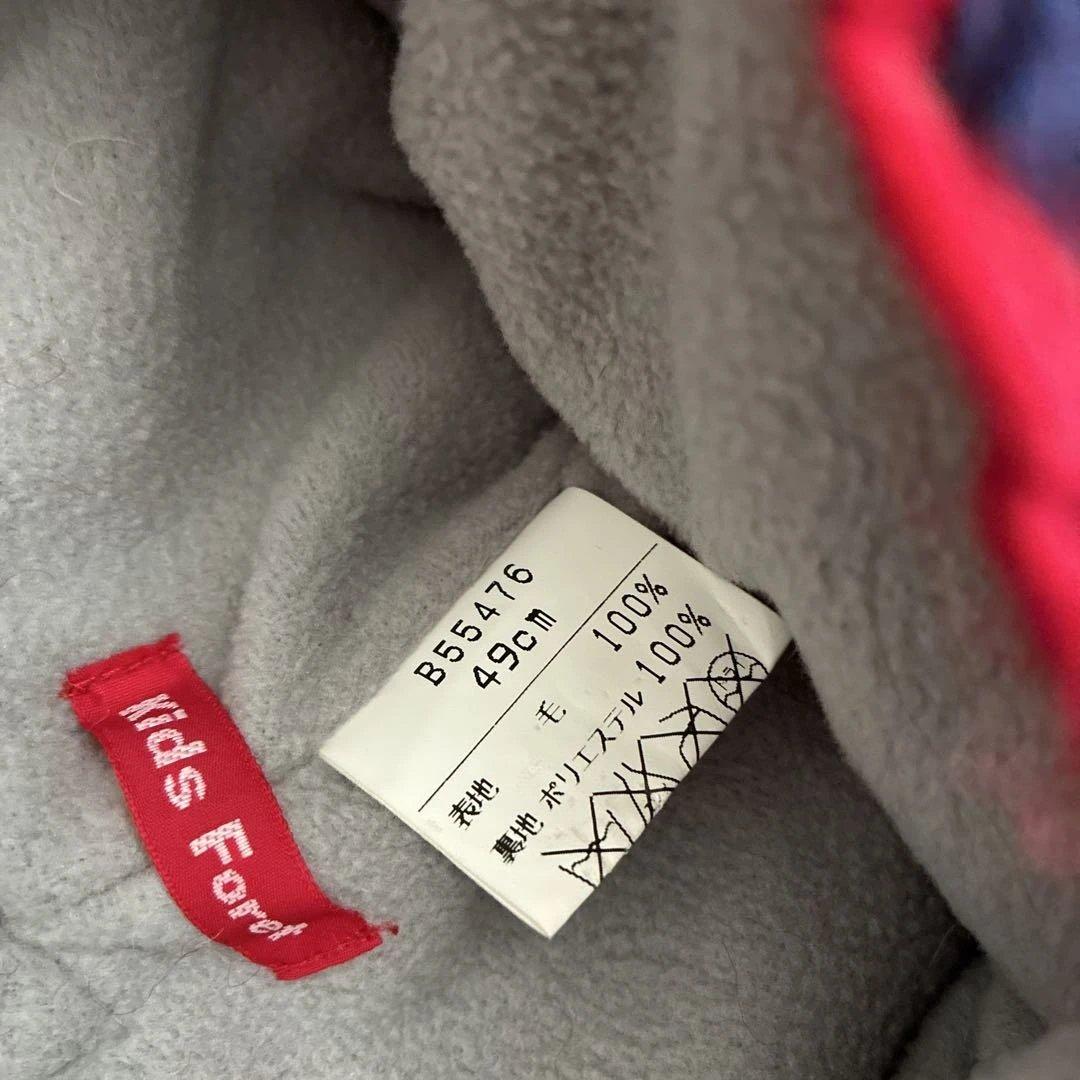 B55476
49cm
表地 毛 100%
裏地 ポリエステル 100%
Kids Foret